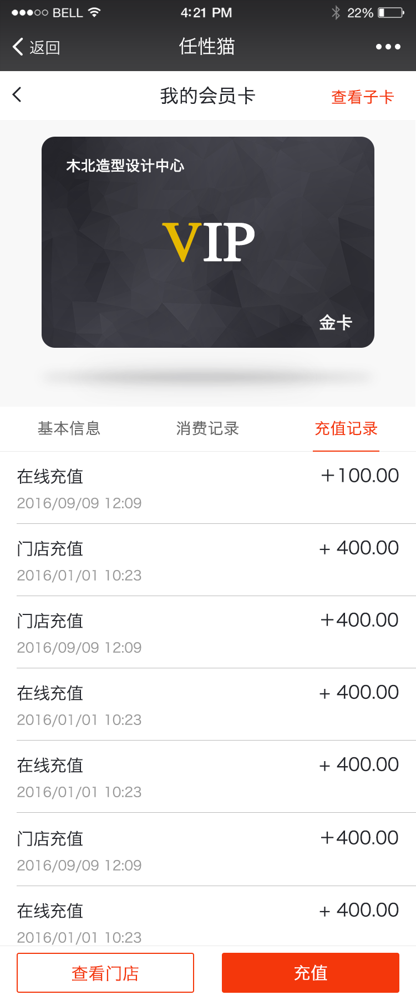 BELL 4:21 PM 22%
返回 任性猫
我的会员卡 查看子卡
木北造型设计中心
VIP
金卡
基本信息 消费记录 充值记录
在线充值 +100.00
2016/09/09 12:09
门店充值 + 400.00
2016/01/01 10:23
门店充值 +400.00
2016/09/09 12:09
在线充值 + 400.00
2016/01/01 10:23
在线充值 + 400.00
2016/01/01 10:23
门店充值 +400.00
2016/09/09 12:09
在线充值 + 400.00
2016/01/01 10:23
查看门店 充值